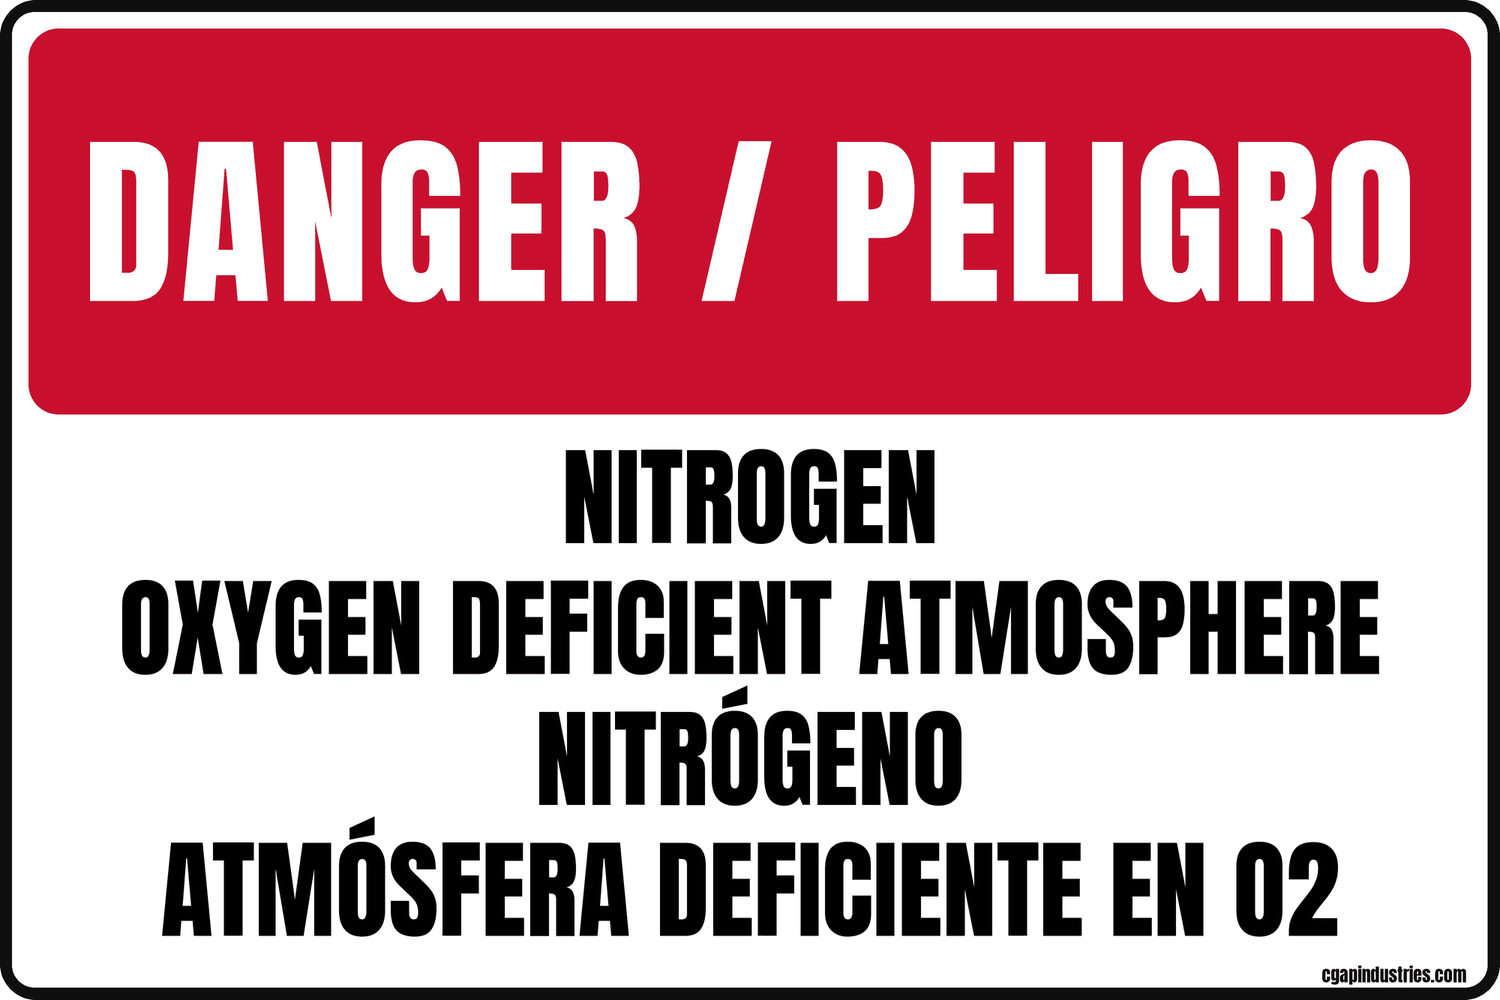 DANGER / PELIGRO
NITROGEN
OXYGEN DEFICIENT ATMOSPHERE
NITRÓGENO
ATMÓSFERA DEFICIENTE EN O2
cgapindustries.com